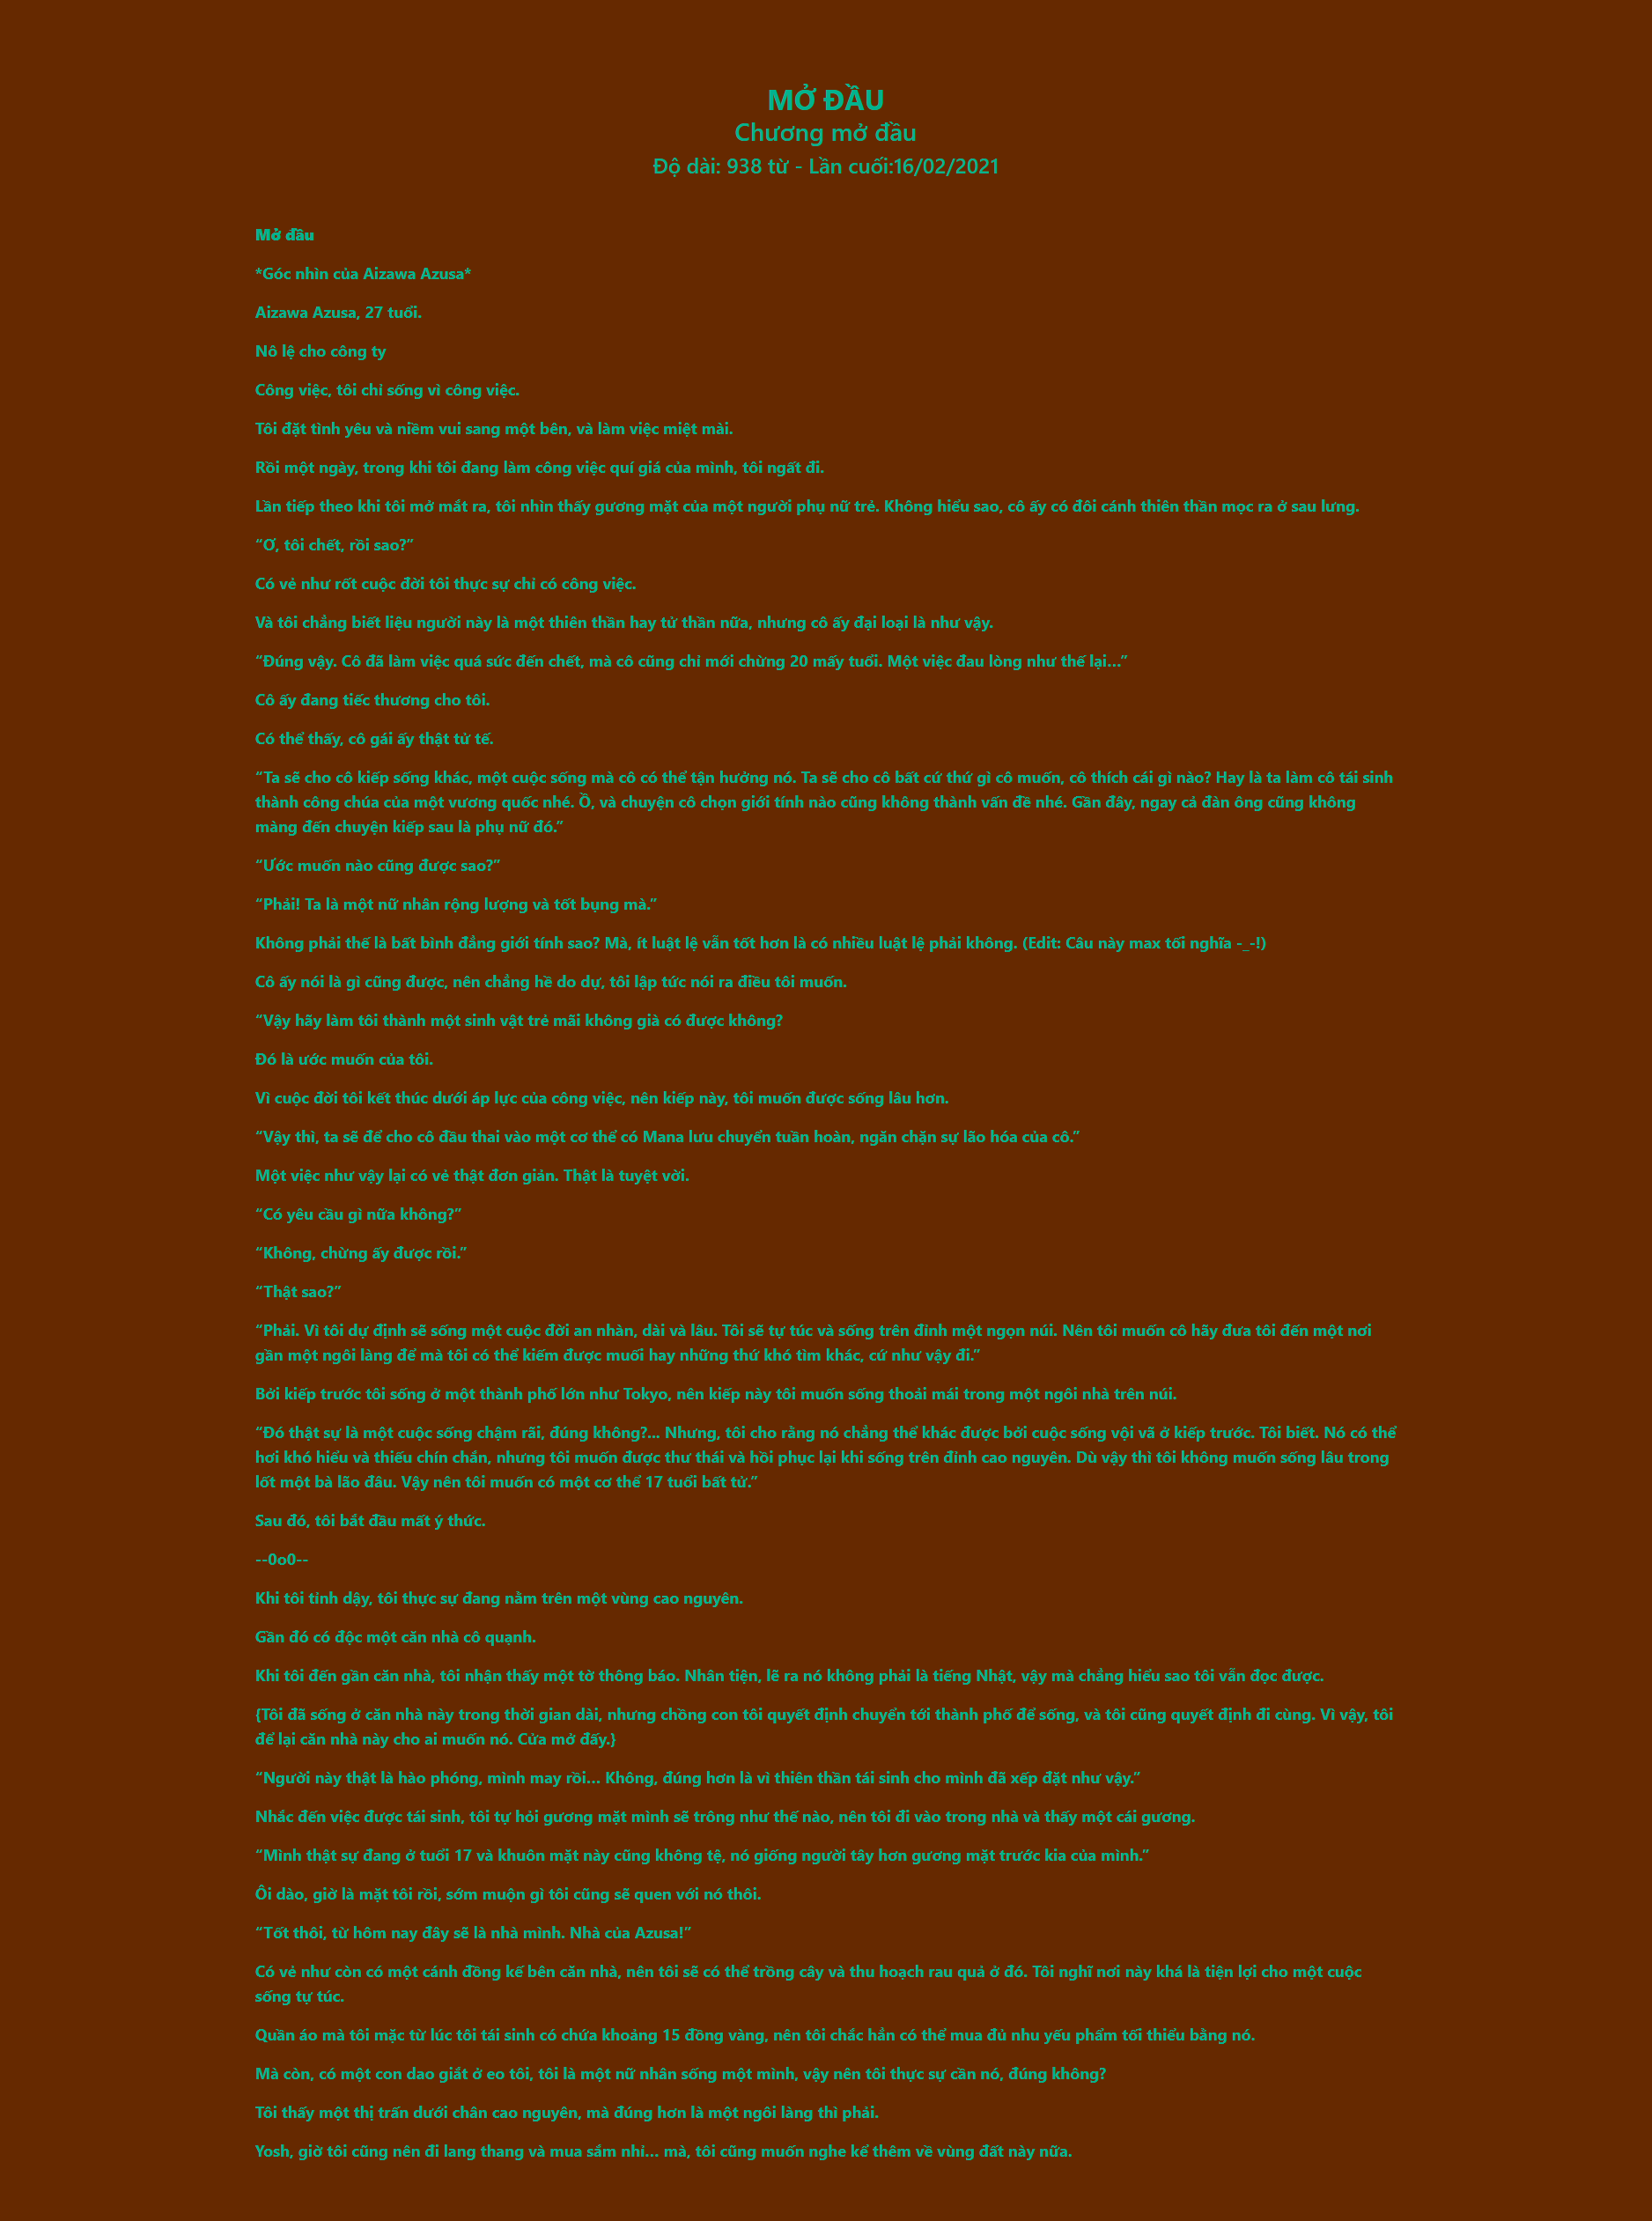 MỞ ĐẦU
Chương mở đầu
Độ dài: 938 từ - Lần cuối:16/02/2021
Mở đầu
*Góc nhìn của Aizawa Azusa*
Aizawa Azusa, 27 tuổi.
Nô lệ cho công ty
Công việc, tôi chỉ sống vì công việc.
Tôi đặt tình yêu và niềm vui sang một bên, và làm việc miệt mài.
Rồi một ngày, trong khi tôi đang làm công việc quí giá của mình, tôi ngất đi.
Lần tiếp theo khi tôi mở mắt ra, tôi nhìn thấy gương mặt của một người phụ nữ trẻ. Không hiểu sao, cô ấy có đôi cánh thiên thần mọc ra ở sau lưng.
“Ơ, tôi chết, rồi sao?”
Có vẻ như rốt cuộc đời tôi thực sự chỉ có công việc.
Và tôi chẳng biết liệu người này là một thiên thần hay tử thần nữa, nhưng cô ấy đại loại là như vậy.
“Đúng vậy. Cô đã làm việc quá sức đến chết, mà cô cũng chỉ mới chừng 20 mấy tuổi. Một việc đau lòng như thế lại…”
Cô ấy đang tiếc thương cho tôi.
Có thể thấy, cô gái ấy thật tử tế.
“Ta sẽ cho cô kiếp sống khác, một cuộc sống mà cô có thể tận hưởng nó. Ta sẽ cho cô bất cứ thứ gì cô muốn, cô thích cái gì nào? Hay là ta làm cô tái sinh
thành công chúa của một vương quốc nhé. Ồ, và chuyện cô chọn giới tính nào cũng không thành vấn đề nhé. Gần đây, ngay cả đàn ông cũng không
màng đến chuyện kiếp sau là phụ nữ đó.”
“Ước muốn nào cũng được sao?”
“Phải! Ta là một nữ nhân rộng lượng và tốt bụng mà.”
Không phải thế là bất bình đẳng giới tính sao? Mà, ít luật lệ vẫn tốt hơn là có nhiều luật lệ phải không. (Edit: Câu này max tối nghĩa -_-!)
Cô ấy nói là gì cũng được, nên chẳng hề do dự, tôi lập tức nói ra điều tôi muốn.
“Vậy hãy làm tôi thành một sinh vật trẻ mãi không già có được không?
Đó là ước muốn của tôi.
Vì cuộc đời tôi kết thúc dưới áp lực của công việc, nên kiếp này, tôi muốn được sống lâu hơn.
“Vậy thì, ta sẽ để cho cô đầu thai vào một cơ thể có Mana lưu chuyển tuần hoàn, ngăn chặn sự lão hóa của cô.”
Một việc như vậy lại có vẻ thật đơn giản. Thật là tuyệt vời.
“Có yêu cầu gì nữa không?”
“Không, chừng ấy được rồi.”
“Thật sao?”
“Phải. Vì tôi dự định sẽ sống một cuộc đời an nhàn, dài và lâu. Tôi sẽ tự túc và sống trên đỉnh một ngọn núi. Nên tôi muốn cô hãy đưa tôi đến một nơi
gần một ngôi làng để mà tôi có thể kiếm được muối hay những thứ khó tìm khác, cứ như vậy đi.”
Bởi kiếp trước tôi sống ở một thành phố lớn như Tokyo, nên kiếp này tôi muốn sống thoải mái trong một ngôi nhà trên núi.
“Đó thật sự là một cuộc sống chậm rãi, đúng không?... Nhưng, tôi cho rằng nó chẳng thể khác được bởi cuộc sống vội vã ở kiếp trước. Tôi biết. Nó có thể
hơi khó hiểu và thiếu chín chắn, nhưng tôi muốn được thư thái và hồi phục lại khi sống trên đỉnh cao nguyên. Dù vậy thì tôi không muốn sống lâu trong
lốt một bà lão đâu. Vậy nên tôi muốn có một cơ thể 17 tuổi bất tử.”
Sau đó, tôi bắt đầu mất ý thức.
--0o0--
Khi tôi tỉnh dậy, tôi thực sự đang nằm trên một vùng cao nguyên.
Gần đó có độc một căn nhà cô quạnh.
Khi tôi đến gần căn nhà, tôi nhận thấy một tờ thông báo. Nhân tiện, lẽ ra nó không phải là tiếng Nhật, vậy mà chẳng hiểu sao tôi vẫn đọc được.
{Tôi đã sống ở căn nhà này trong thời gian dài, nhưng chồng con tôi quyết định chuyển tới thành phố để sống, và tôi cũng quyết định đi cùng. Vì vậy, tôi
để lại căn nhà này cho ai muốn nó. Cửa mở đấy.}
“Người này thật là hào phóng, mình may rồi… Không, đúng hơn là vì thiên thần tái sinh cho mình đã xếp đặt như vậy.”
Nhắc đến việc được tái sinh, tôi tự hỏi gương mặt mình sẽ trông như thế nào, nên tôi đi vào trong nhà và thấy một cái gương.
“Mình thật sự đang ở tuổi 17 và khuôn mặt này cũng không tệ, nó giống người tây hơn gương mặt trước kia của mình.”
Ôi dào, giờ là mặt tôi rồi, sớm muộn gì tôi cũng sẽ quen với nó thôi.
“Tốt thôi, từ hôm nay đây sẽ là nhà mình. Nhà của Azusa!”
Có vẻ như còn có một cánh đồng kế bên căn nhà, nên tôi sẽ có thể trồng cây và thu hoạch rau quả ở đó. Tôi nghĩ nơi này khá là tiện lợi cho một cuộc
sống tự túc.
Quần áo mà tôi mặc từ lúc tôi tái sinh có chứa khoảng 15 đồng vàng, nên tôi chắc hẳn có thể mua đủ nhu yếu phẩm tối thiểu bằng nó.
Mà còn, có một con dao giắt ở eo tôi, tôi là một nữ nhân sống một mình, vậy nên tôi thực sự cần nó, đúng không?
Tôi thấy một thị trấn dưới chân cao nguyên, mà đúng hơn là một ngôi làng thì phải.
Yosh, giờ tôi cũng nên đi lang thang và mua sắm nhỉ… mà, tôi cũng muốn nghe kể thêm về vùng đất này nữa.